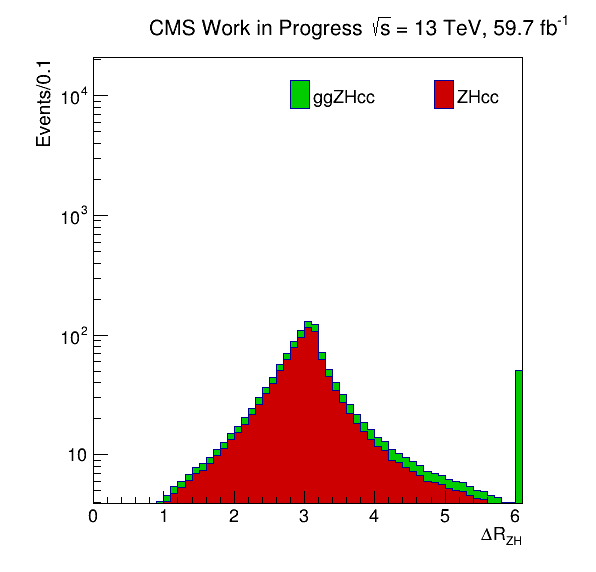 CMS Work in Progress √s = 13 TeV, 59.7 fb⁻¹
Events/0.1
ggZHcc ZHcc
10⁴
10³
10²
10
0 1 2 3 4 5 6
ΔR_ZH